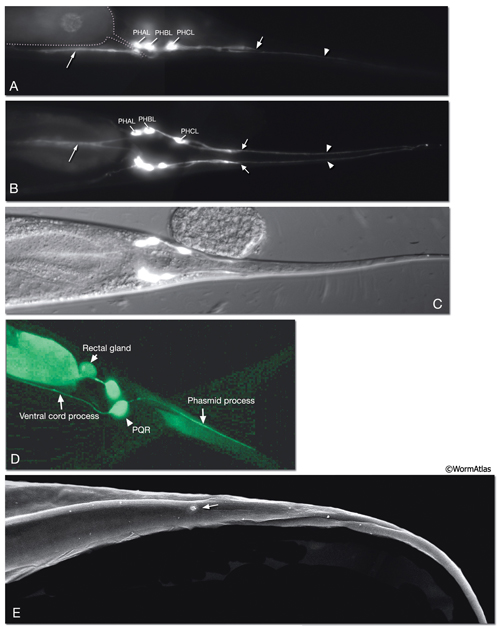 PHAL PHBL PHCL
A
PHAL PHBL PHCL
B
C
Rectal gland
Phasmid process
Ventral cord process
PQR
D
©WormAtlas
E